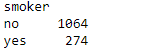 smoker
no 1064
yes 274